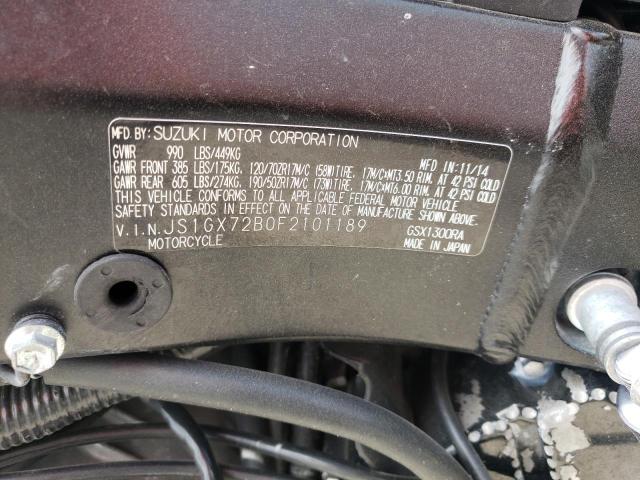 MFD. BY: SUZUKI MOTOR CORPORATION
GVWR 990 LBS/449KG MFD IN: 11/14
GAWR FRONT 385 LBS/175KG, 120/70ZR17M/C (58W)TIRE, 17M/C×MT3.50 RIM, AT 42 PSI COLD
GAWR REAR 605 LBS/274KG, 190/50ZR17M/C (73W)TIRE, 17M/C×MT6.00 RIM, AT 42 PSI COLD
THIS VEHICLE CONFORMS TO ALL APPLICABLE FEDERAL MOTOR VEHICLE
SAFETY STANDARDS IN EFFECT ON THE DATE OF MANUFACTURE SHOWN ABOVE.
V.I.N. JS1GX72B0F2101189 GSX1300RA
MOTORCYCLE MADE IN JAPAN